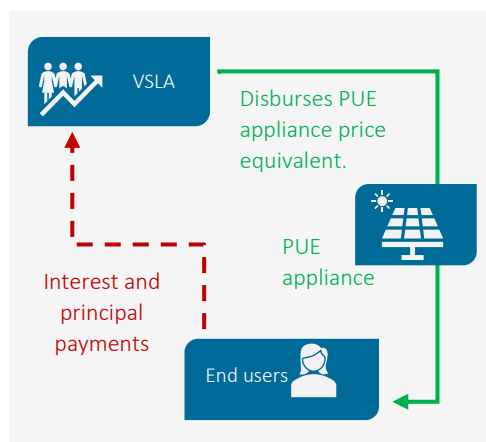 VSLA
Disburses PUE
appliance price
equivalent.
PUE
appliance
Interest and
principal
payments
End users